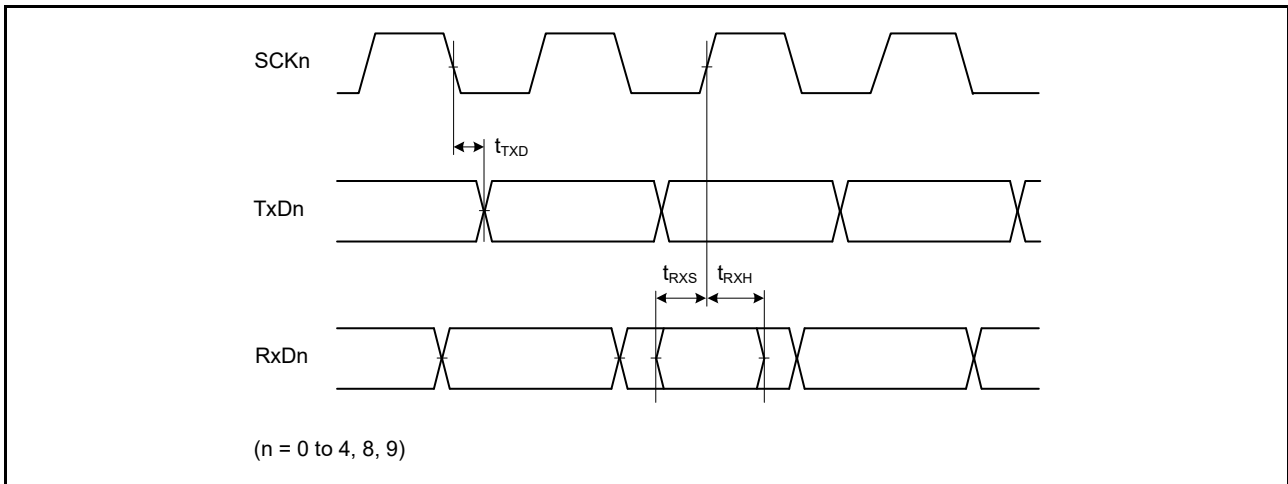 SCKn
tTXD
TxDn
tRXS tRXH
RxDn
(n = 0 to 4, 8, 9)